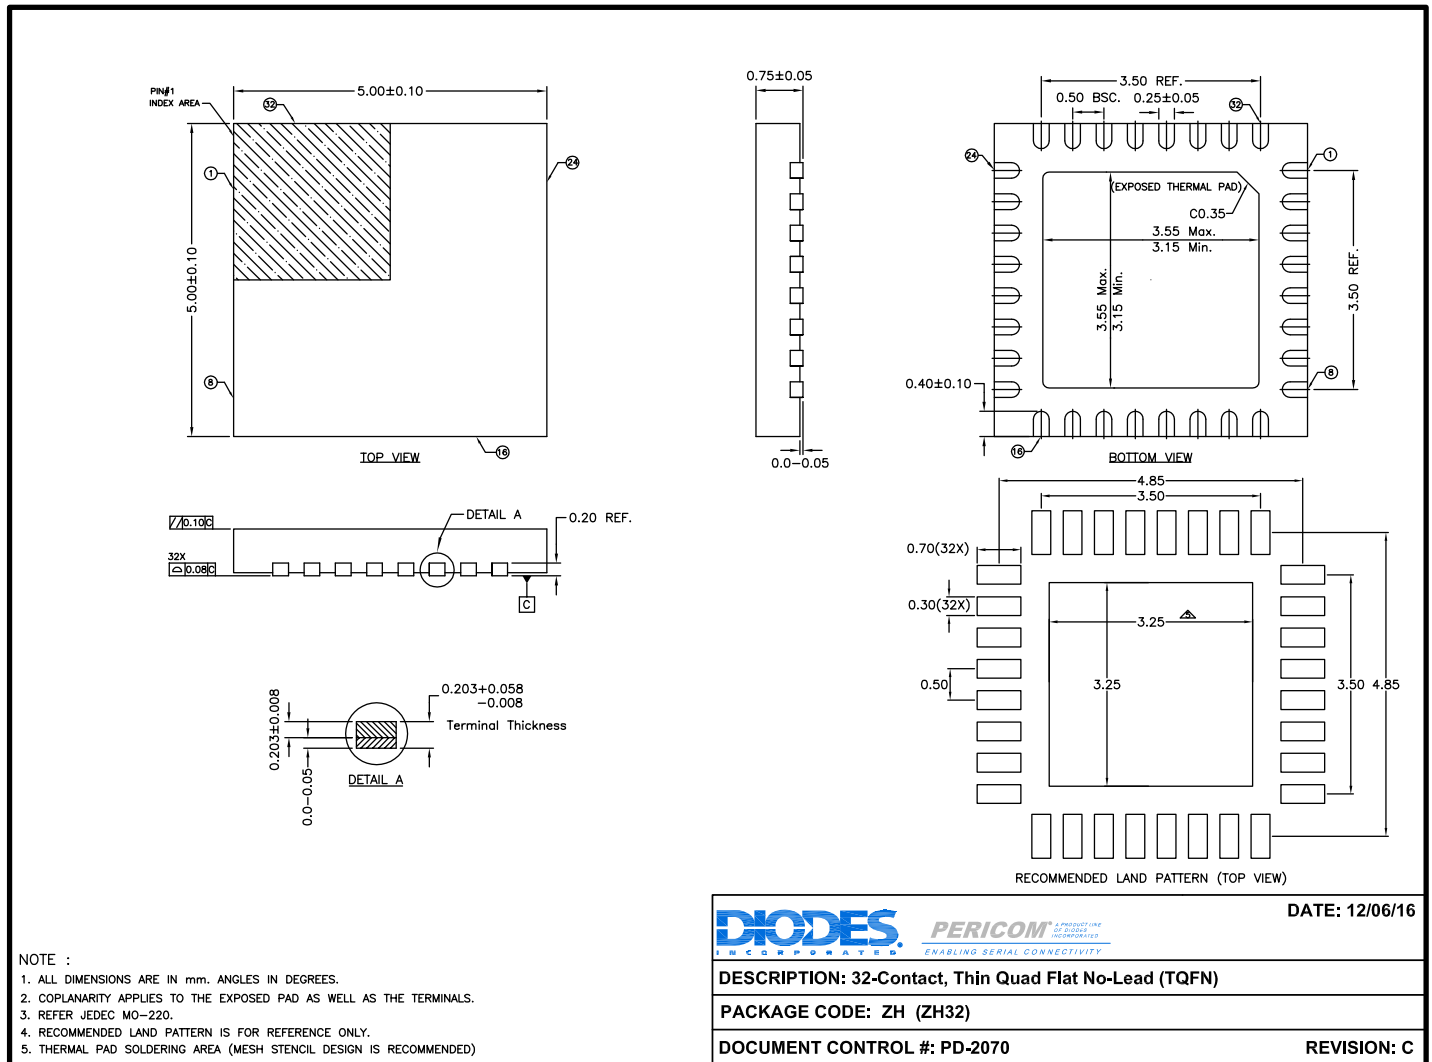 PIN#1
INDEX AREA
5.00±0.10
32
1
24
5.00±0.10
8
16
TOP VIEW
0.75±0.05
0.0-0.05
3.50 REF.
0.50 BSC.
0.25±0.05
32
24
1
(EXPOSED THERMAL PAD)
C0.35
3.55 Max.
3.15 Min.
3.55 Max.
3.15 Min.
3.50 REF.
0.40±0.10
8
16
BOTTOM VIEW
//0.10C
32X
0.08C
DETAIL A
0.20 REF.
C
4.85
3.50
0.70(32X)
0.30(32X)
3.25
5
0.50
3.25
3.50 4.85
RECOMMENDED LAND PATTERN (TOP VIEW)
0.203±0.008
0.203+0.058
-0.008
Terminal Thickness
0.0-0.05
DETAIL A
DIODES.
INCORPORATED
PERICOM®
A PRODUCT LINE
OF DIODES
INCORPORATED
ENABLING SERIAL CONNECTIVITY
DATE: 12/06/16
DESCRIPTION: 32-Contact, Thin Quad Flat No-Lead (TQFN)
PACKAGE CODE: ZH (ZH32)
DOCUMENT CONTROL #: PD-2070
REVISION: C
NOTE :
1. ALL DIMENSIONS ARE IN mm. ANGLES IN DEGREES.
2. COPLANARITY APPLIES TO THE EXPOSED PAD AS WELL AS THE TERMINALS.
3. REFER JEDEC MO-220.
4. RECOMMENDED LAND PATTERN IS FOR REFERENCE ONLY.
5. THERMAL PAD SOLDERING AREA (MESH STENCIL DESIGN IS RECOMMENDED)